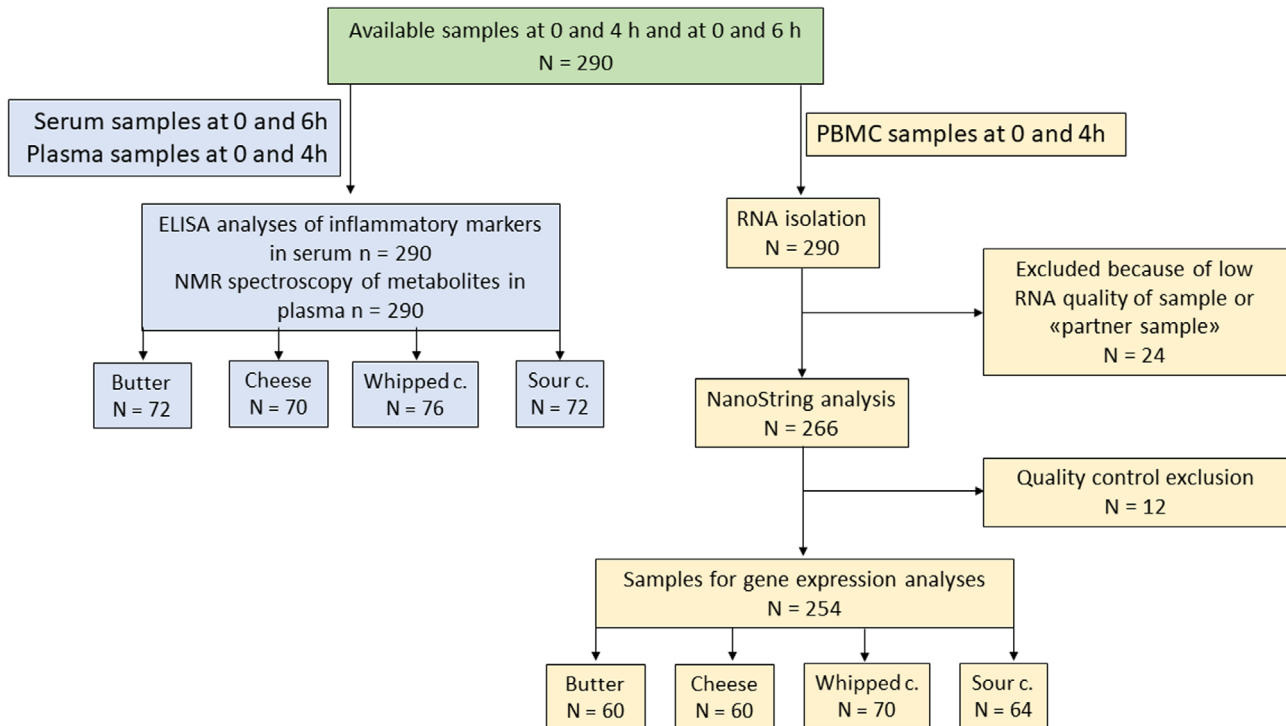 Available samples at 0 and 4 h and at 0 and 6 h
N = 290
Serum samples at 0 and 6h
Plasma samples at 0 and 4h
PBMC samples at 0 and 4h
ELISA analyses of inflammatory markers
in serum n = 290
NMR spectroscopy of metabolites in
plasma n = 290
RNA isolation
N = 290
Excluded because of low
RNA quality of sample or
«partner sample»
N = 24
Butter
N = 72
Cheese
N = 70
Whipped c.
N = 76
Sour c.
N = 72
NanoString analysis
N = 266
Quality control exclusion
N = 12
Samples for gene expression analyses
N = 254
Butter
N = 60
Cheese
N = 60
Whipped c.
N = 70
Sour c.
N = 64